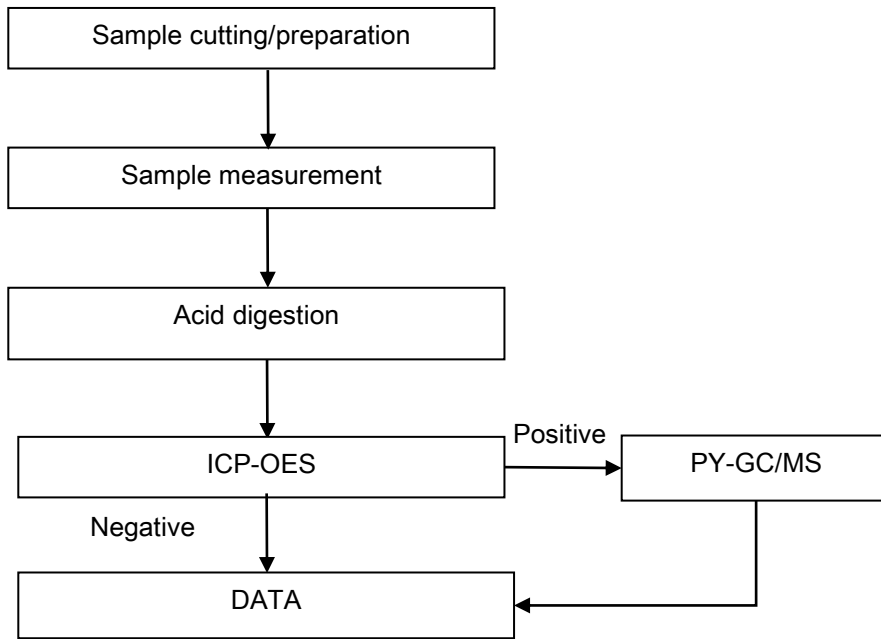 Sample cutting/preparation
Sample measurement
Acid digestion
ICP-OES
Positive
PY-GC/MS
Negative
DATA